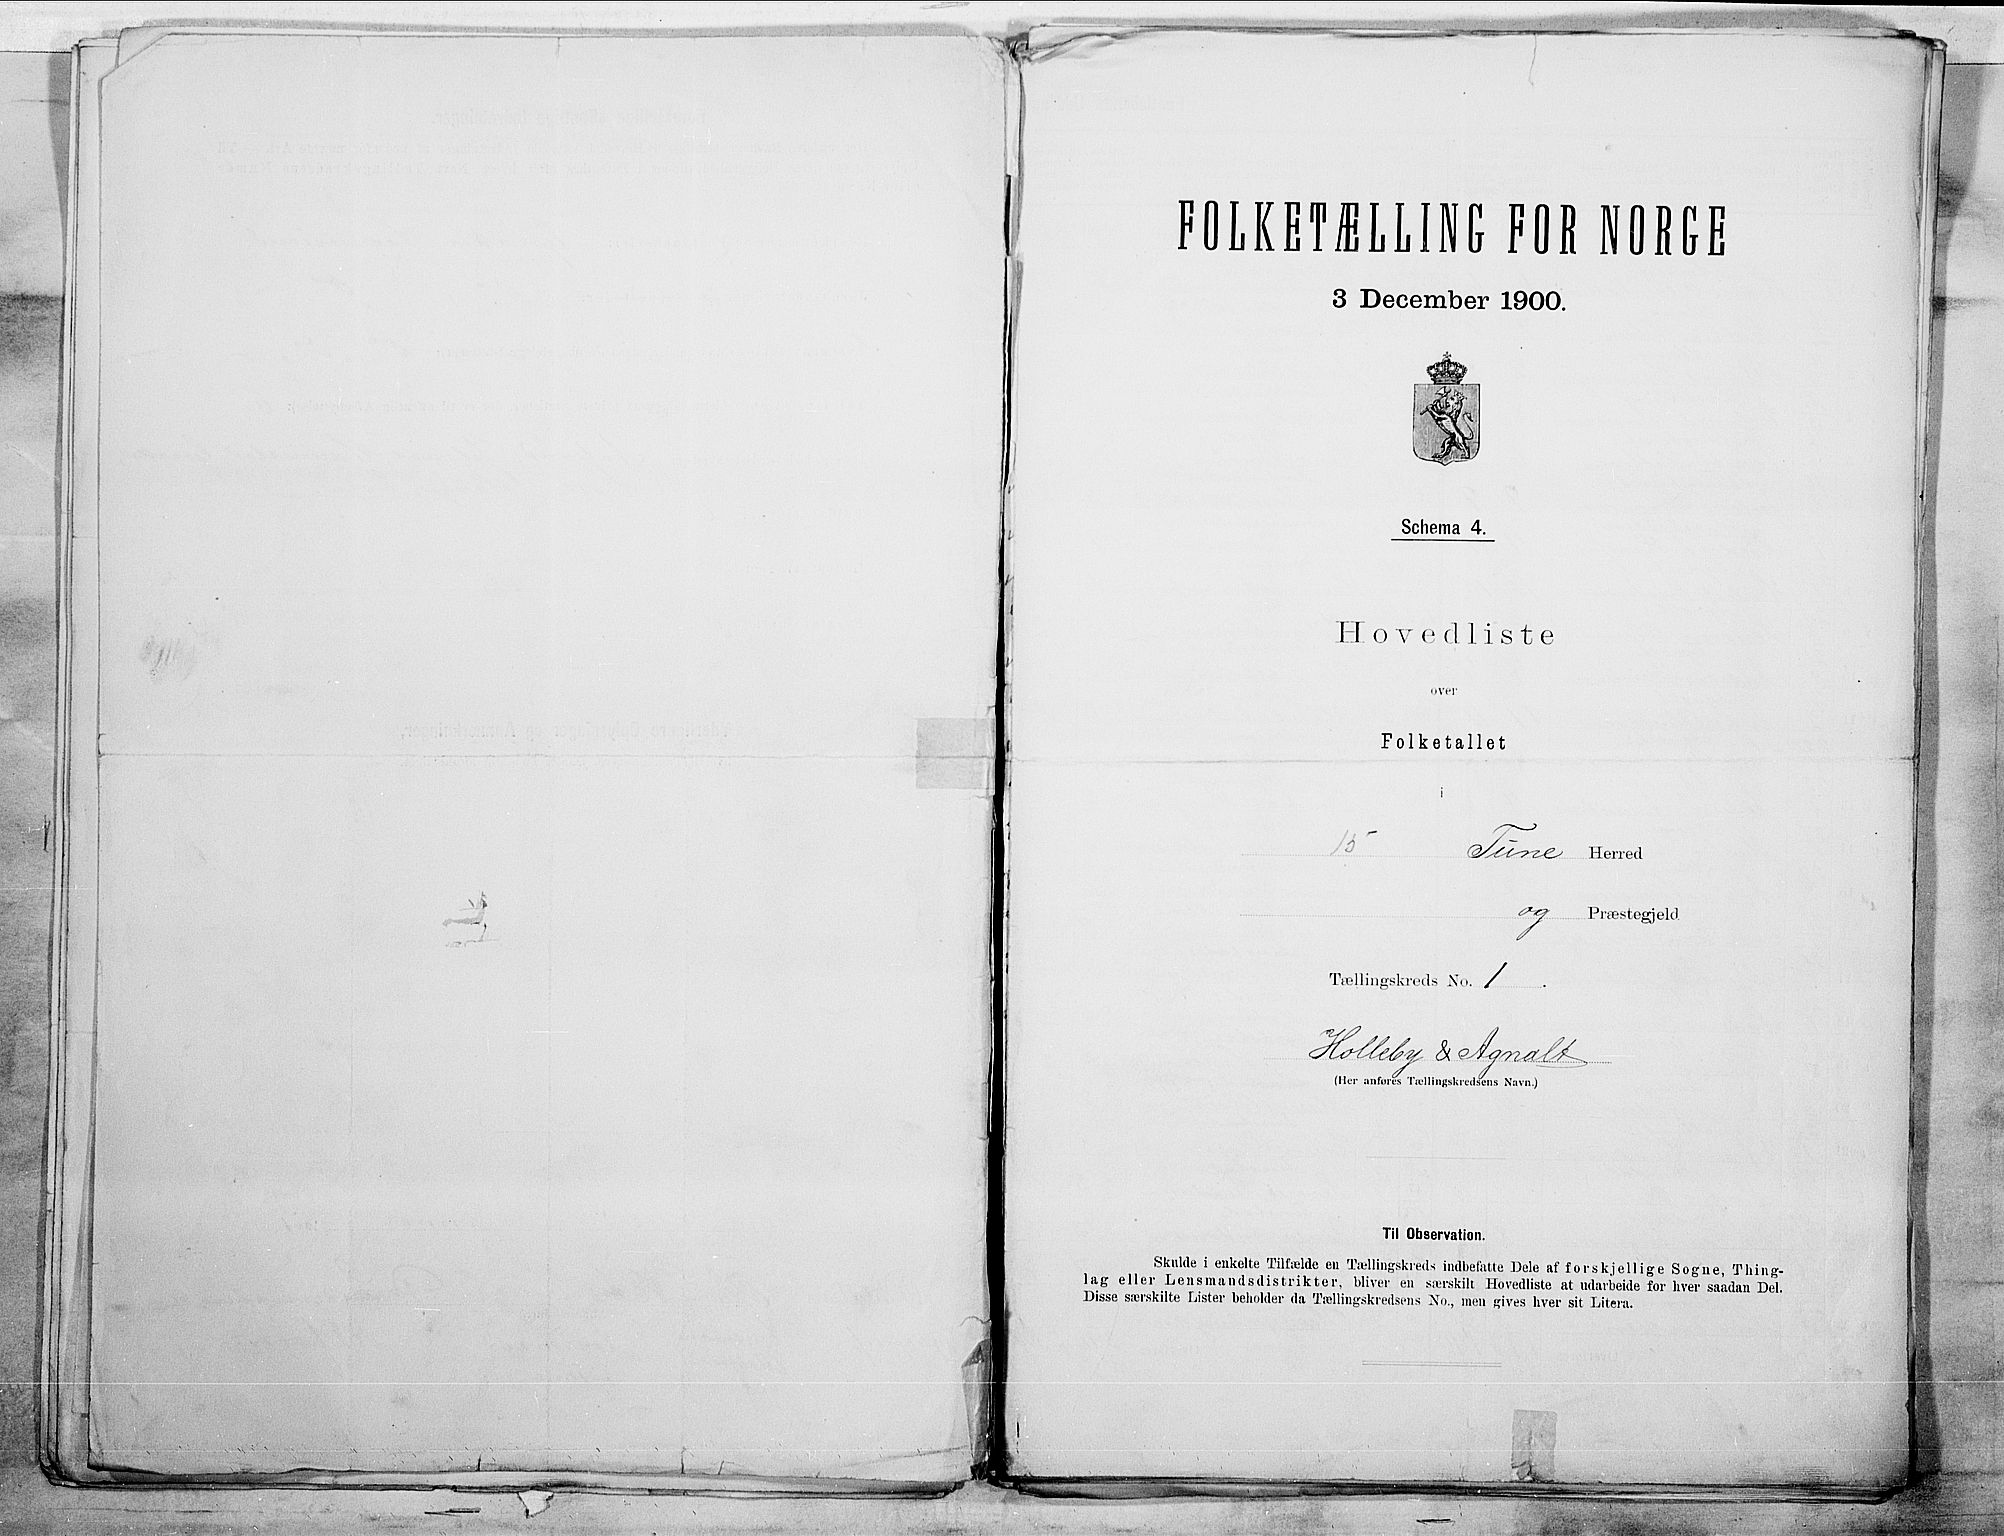 FOLKETÆLLING FOR NORGE
3 December 1900.
Schema 4.
Hovedliste
over
Folketallet
i
15 Tune Herred
og Præstegjeld
Tællingskreds No. 1.
Holleby & Agnalt
(Her anføres Tællingskredsens Navn.)
Til Observation.
Skulde i enkelte Tilfælde en Tællingskreds indbefatte Dele af forskjellige Sogne, Thing-
lag eller Lensmandsdistrikter, bliver en særskilt Hovedliste at udarbeide for hver saadan Del.
Disse særskilte Lister beholder da Tællingskredsens No., men gives hver sit Litera.